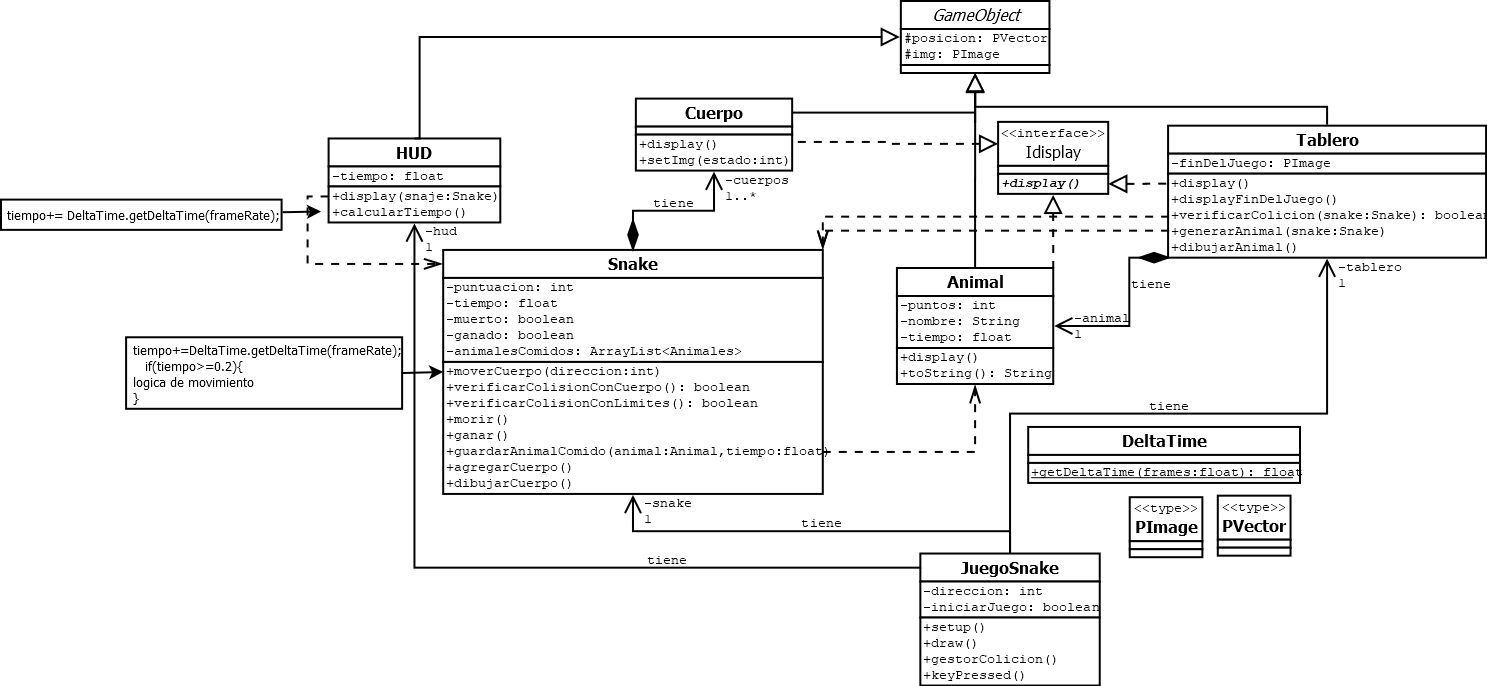 GameObject
#posicion: PVector
#img: PImage
Cuerpo
+display()
+setImg(estado:int)
-cuerpos
1..*
tiene
<<interface>>
Idisplay
+display()
Tablero
-finDelJuego: PImage
+display()
+displayFinDelJuego()
+verificarColicion(snake:Snake): boolean
+generarAnimal(snake:Snake)
+dibujarAnimal()
HUD
-tiempo: float
+display(snaje:Snake)
+calcularTiempo()
tiempo+= DeltaTime.getDeltaTime(frameRate);
-hud
1
Snake
-puntuacion: int
-tiempo: float
-muerto: boolean
-ganado: boolean
-animalesComidos: ArrayList<Animales>
+moverCuerpo(direccion:int)
+verificarColisionConCuerpo(): boolean
+verificarColisionConLimites(): boolean
+morir()
+ganar()
+guardarAnimalComido(animal:Animal,tiempo:float)
+agregarCuerpo()
+dibujarCuerpo()
tiempo+=DeltaTime.getDeltaTime(frameRate);
if(tiempo>=0.2){
logica de movimiento
}
Animal
-puntos: int
-nombre: String
-tiempo: float
+display()
+toString(): String
tiene
-animal
1
-tablero
1
tiene
DeltaTime
+getDeltaTime(frames:float): float
<<type>>
PImage
<<type>>
PVector
-snake
1
tiene
tiene
JuegoSnake
-direccion: int
-iniciarJuego: boolean
+setup()
+draw()
+gestorColicion()
+keyPressed()